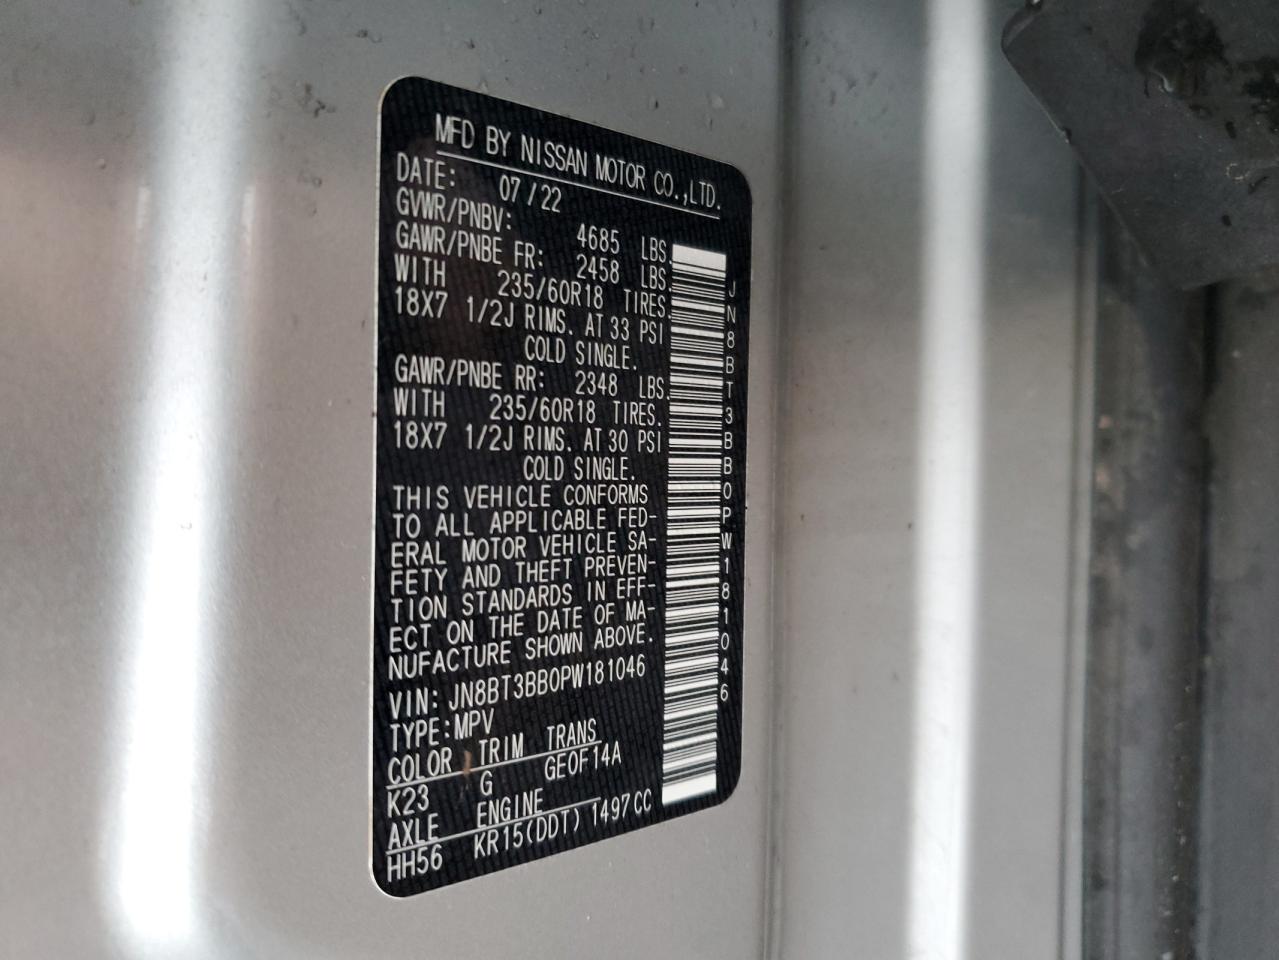 MFD BY NISSAN MOTOR CO.,LTD.
DATE: 07/22
GVWR/PNBV: 4685 LBS
GAWR/PNBE FR: 2458 LBS
WITH 235/60R18 TIRES.
18X7 1/2J RIMS. AT 33 PSI
COLD SINGLE.
GAWR/PNBE RR: 2348 LBS.
WITH 235/60R18 TIRES.
18X7 1/2J RIMS. AT 30 PSI
COLD SINGLE.
THIS VEHICLE CONFORMS
TO ALL APPLICABLE FED-
ERAL MOTOR VEHICLE SA-
FETY AND THEFT PREVEN-
TION STANDARDS IN EFF-
ECT ON THE DATE OF MA-
NUFACTURE SHOWN ABOVE.
VIN: JN8BT3BB0PW181046
TYPE:MPV
COLOR TRIM TRANS
K23 G GE0F14A
AXLE ENGINE
HH56 KR15(DDT) 1497CC
JN8BT3BB0PW181046